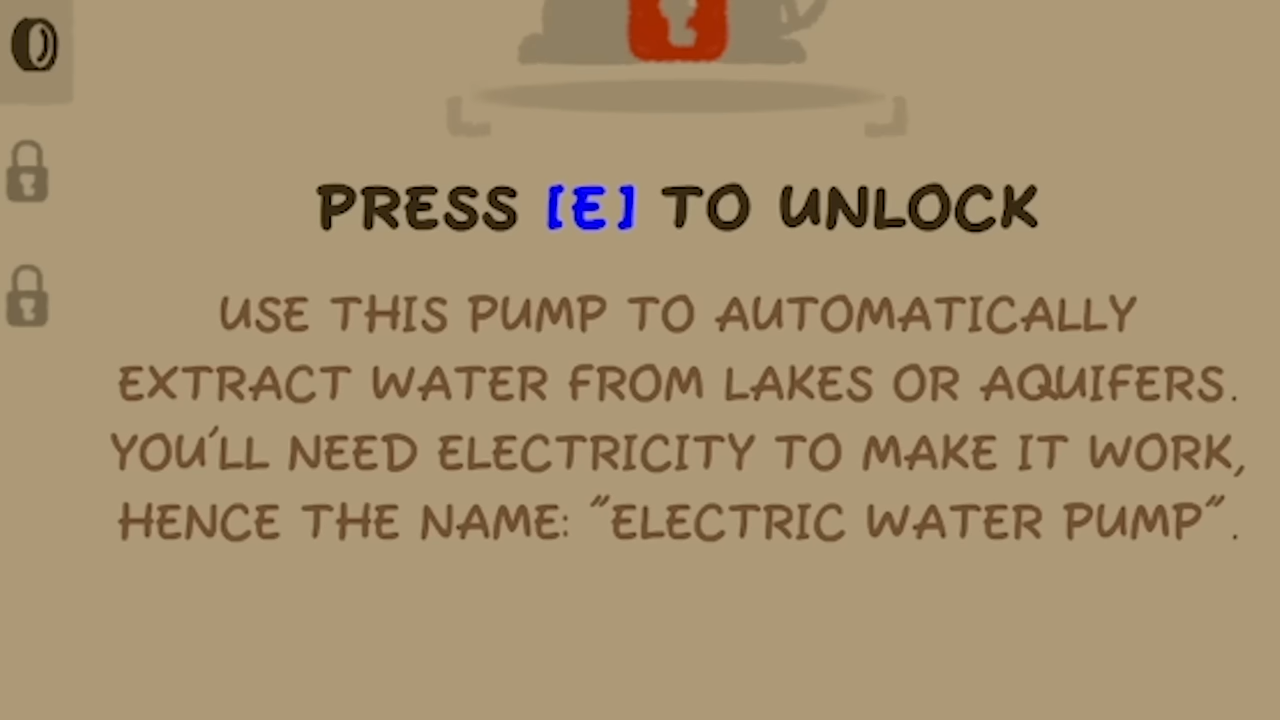 PRESS [E] TO UNLOCK
USE THIS PUMP TO AUTOMATICALLY
EXTRACT WATER FROM LAKES OR AQUIFERS.
YOU'LL NEED ELECTRICITY TO MAKE IT WORK,
HENCE THE NAME: "ELECTRIC WATER PUMP".